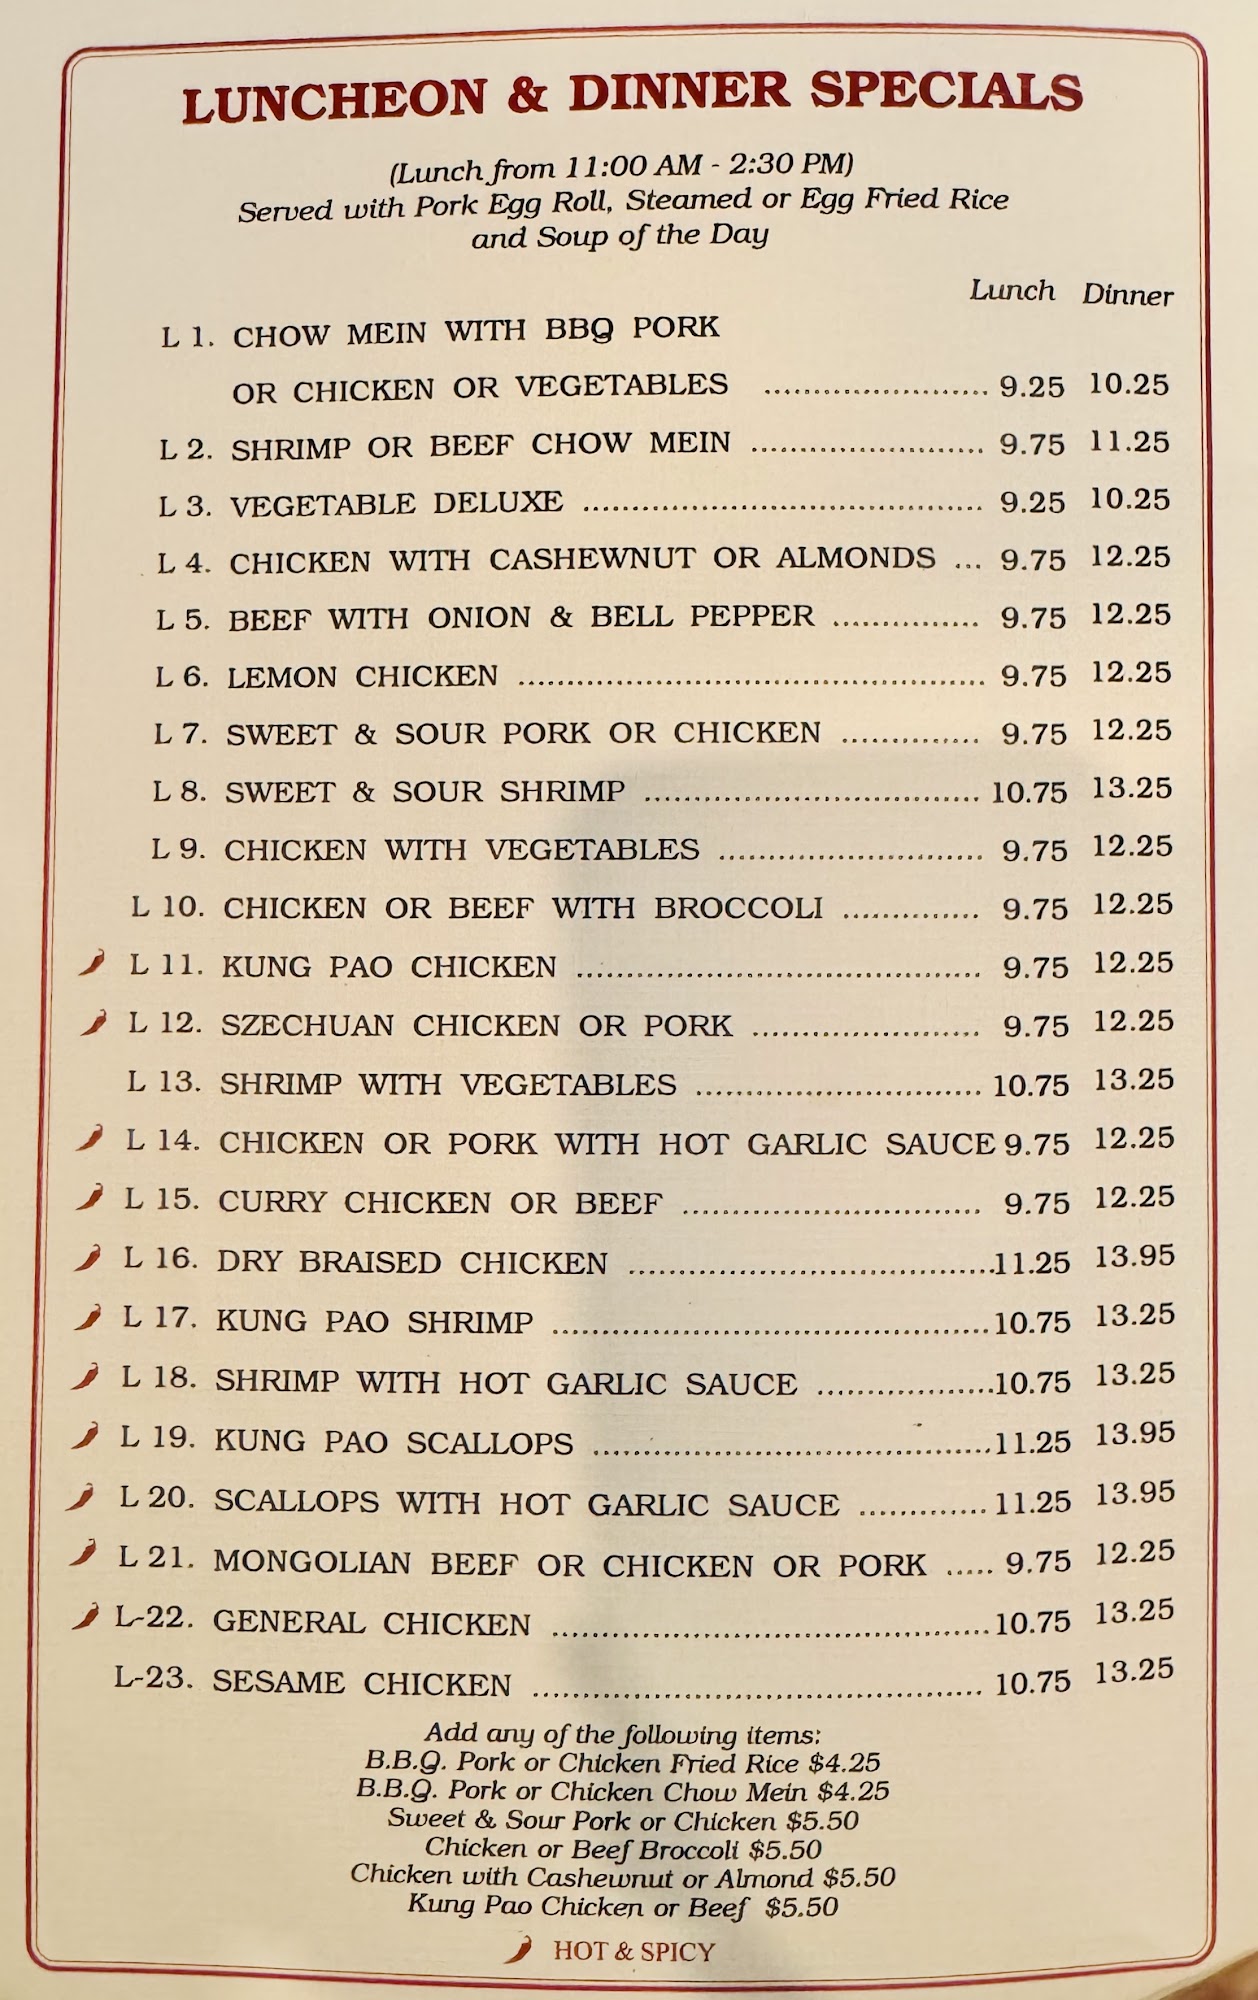 LUNCHEON & DINNER SPECIALS
(Lunch from 11:00 AM - 2:30 PM)
Served with Pork Egg Roll, Steamed or Egg Fried Rice
and Soup of the Day
Lunch Dinner
L 1. CHOW MEIN WITH BBQ PORK
OR CHICKEN OR VEGETABLES ....................... 9.25 10.25
L 2. SHRIMP OR BEEF CHOW MEIN ........................ 9.75 11.25
L 3. VEGETABLE DELUXE ......................................... 9.25 10.25
L 4. CHICKEN WITH CASHEWNUT OR ALMONDS ... 9.75 12.25
L 5. BEEF WITH ONION & BELL PEPPER ............... 9.75 12.25
L 6. LEMON CHICKEN ................................................ 9.75 12.25
L 7. SWEET & SOUR PORK OR CHICKEN .............. 9.75 12.25
L 8. SWEET & SOUR SHRIMP .................................. 10.75 13.25
L 9. CHICKEN WITH VEGETABLES ........................... 9.75 12.25
L 10. CHICKEN OR BEEF WITH BROCCOLI .............. 9.75 12.25
L 11. KUNG PAO CHICKEN ......................................... 9.75 12.25
L 12. SZECHUAN CHICKEN OR PORK ....................... 9.75 12.25
L 13. SHRIMP WITH VEGETABLES ............................. 10.75 13.25
L 14. CHICKEN OR PORK WITH HOT GARLIC SAUCE 9.75 12.25
L 15. CURRY CHICKEN OR BEEF .............................. 9.75 12.25
L 16. DRY BRAISED CHICKEN .....................................11.25 13.95
L 17. KUNG PAO SHRIMP ............................................10.75 13.25
L 18. SHRIMP WITH HOT GARLIC SAUCE ..................10.75 13.25
L 19. KUNG PAO SCALLOPS ........................................11.25 13.95
L 20. SCALLOPS WITH HOT GARLIC SAUCE ............. 11.25 13.95
L 21. MONGOLIAN BEEF OR CHICKEN OR PORK ..... 9.75 12.25
L-22. GENERAL CHICKEN ............................................10.75 13.25
L-23. SESAME CHICKEN ............................................. 10.75 13.25
Add any of the following items:
B.B.Q. Pork or Chicken Fried Rice $4.25
B.B.Q. Pork or Chicken Chow Mein $4.25
Sweet & Sour Pork or Chicken $5.50
Chicken or Beef Broccoli $5.50
Chicken with Cashewnut or Almond $5.50
Kung Pao Chicken or Beef $5.50
HOT & SPICY